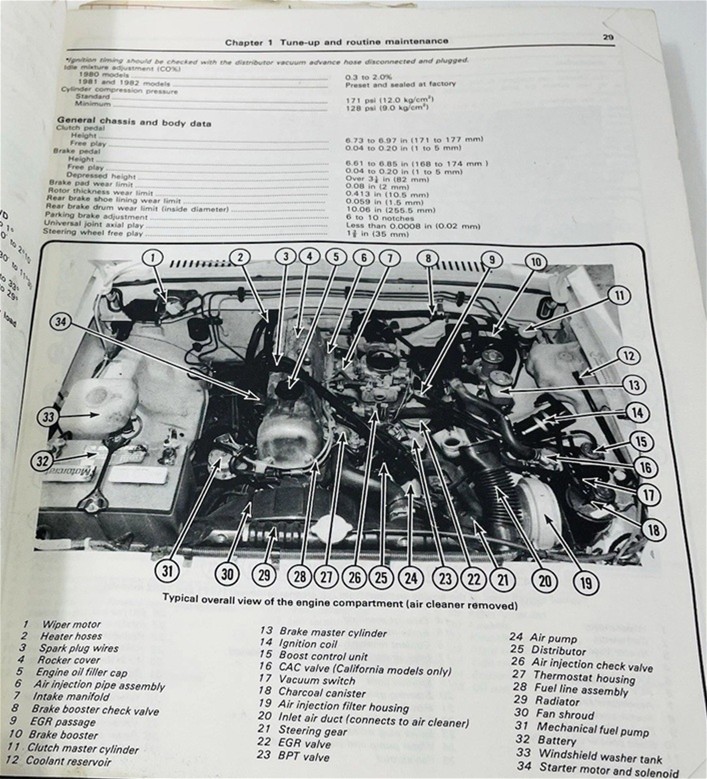 Chapter 1 Tune-up and routine maintenance 29
*Ignition timing should be checked with the distributor vacuum advance hose disconnected and plugged.
Idle mixture adjustment (CO%)
1980 models 0.3 to 2.0%
1981 and 1982 models Preset and sealed at factory
Cylinder compression pressure
Standard 171 psi (12.0 kg/cm²)
Minimum 128 psi (9.0 kg/cm²)
General chassis and body data
Clutch pedal
Height 6.73 to 6.97 in (171 to 177 mm)
Free play 0.04 to 0.20 in (1 to 5 mm)
Brake pedal
Height 6.61 to 6.85 in (168 to 174 mm )
Free play 0.04 to 0.20 in (1 to 5 mm)
Depressed height Over 3¼ in (82 mm)
Brake pad wear limit 0.08 in (2 mm)
Rotor thickness wear limit 0.413 in (10.5 mm)
Rear brake shoe lining wear limit 0.059 in (1.5 mm)
Rear brake drum wear limit (inside diameter) 10.06 in (255.5 mm)
Parking brake adjustment 6 to 10 notches
Universal joint axial play Less than 0.0008 in (0.02 mm)
Steering wheel free play in (35 mm)
1 2 3 4 5 6 7 8 9 10
11
34
12
13
14
33
15
32
16
17
18
Motorcraft
31 30 29 28 27 26 25 24 23 22 21 20 19
Typical overall view of the engine compartment (air cleaner removed)
1 Wiper motor
2 Heater hoses
3 Spark plug wires
4 Rocker cover
5 Engine oil filler cap
6 Air injection pipe assembly
7 Intake manifold
8 Brake booster check valve
9 EGR passage
10 Brake booster
11 Clutch master cylinder
12 Coolant reservoir
13 Brake master cylinder
14 Ignition coil
15 Boost control unit
16 CAC valve (California models only)
17 Vacuum switch
18 Charcoal canister
19 Air injection filter housing
20 Inlet air duct (connects to air cleaner)
21 Steering gear
22 EGR valve
23 BPT valve
24 Air pump
25 Distributor
26 Air injection check valve
27 Thermostat housing
28 Fuel line assembly
29 Radiator
30 Fan shroud
31 Mechanical fuel pump
32 Battery
33 Windshield washer tank
34 Starter motor and solenoid